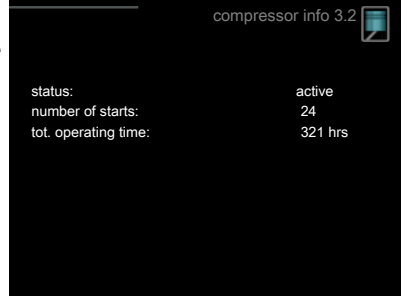 compressor info 3.2
status: active
number of starts: 24
tot. operating time: 321 hrs